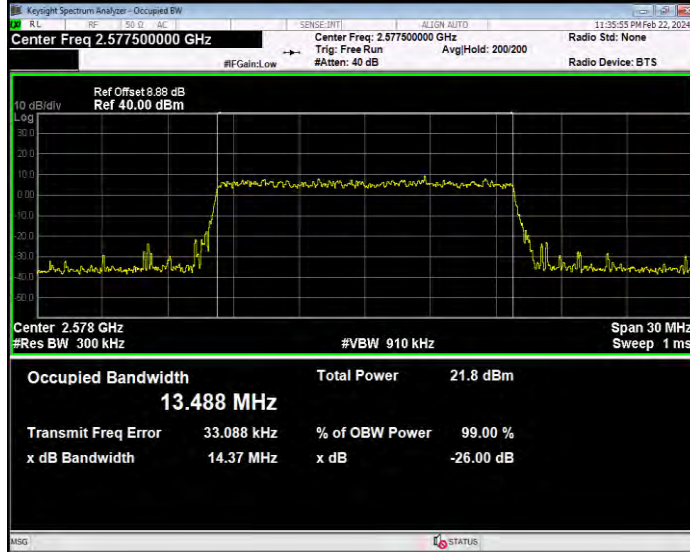 Keysight Spectrum Analyzer - Occupied BW
RL RF 50 Ω AC SENSE:INT ALIGN AUTO 11:35:55 PM Feb 22, 2024
Center Freq 2.577500000 GHz
Center Freq: 2.577500000 GHz
Radio Std: None
Trig: Free Run Avg|Hold: 200/200
#IFGain:Low #Atten: 40 dB Radio Device: BTS
Ref Offset 8.88 dB
10 dB/div Ref 40.00 dBm
Log
30.0
20.0
10.0
0.00
-10.0
-20.0
-30.0
-40.0
-50.0
Center 2.578 GHz Span 30 MHz
#Res BW 300 kHz #VBW 910 kHz Sweep 1 ms
Occupied Bandwidth Total Power 21.8 dBm
13.488 MHz
Transmit Freq Error 33.088 kHz % of OBW Power 99.00 %
x dB Bandwidth 14.37 MHz x dB -26.00 dB
MSG STATUS